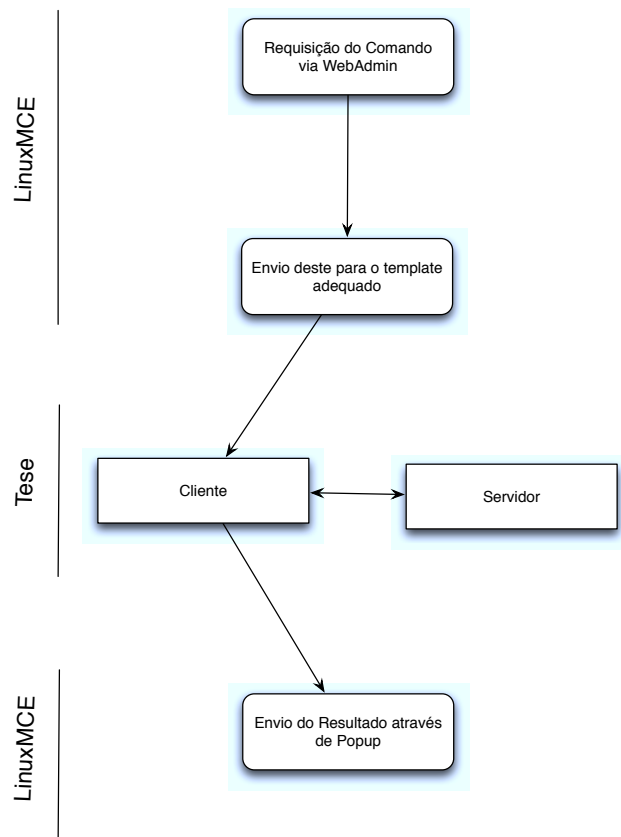 LinuxMCE
Requisição do Comando
via WebAdmin
Envio deste para o template
adequado
Tese
Cliente
Servidor
LinuxMCE
Envio do Resultado através
de Popup